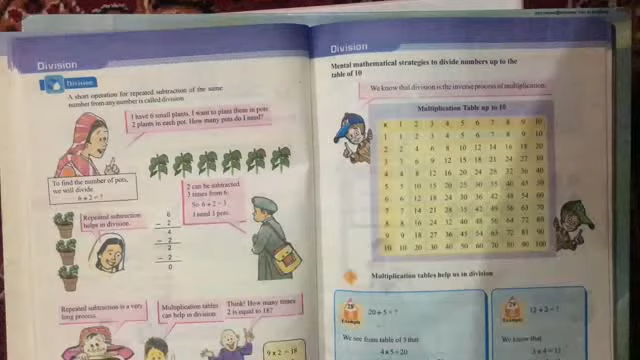 Division
Division
A short operation for repeated subtraction of the same
number from any number is called division.
I have 6 small plants. I want to plant them in pots
2 plants in each pot. How many pots do I need?
To find the number of pots,
we will divide.
6 ÷ 2 = ?
2 can be subtracted
3 times from 6.
So 6 ÷ 2 = 3
I need 3 pots.
Repeated subtraction
helps in division.
6
- 2
4
- 2
2
- 2
0
Repeated subtraction is a very
long process.
Multiplication tables
can help in division
Think! How many times
2 is equal to 18?
9 x 2 = 18
Division
Mental mathematical strategies to divide numbers up to the
table of 10
We know that division is the inverse process of multiplication.
Multiplication Table up to 10
x 1 2 3 4 5 6 7 8 9 10
1 1 2 3 4 5 6 7 8 9 10
2 2 4 6 8 10 12 14 16 18 20
3 3 6 9 12 15 18 21 24 27 30
4 4 8 12 16 20 24 28 32 36 40
5 5 10 15 20 25 30 35 40 45 50
6 6 12 18 24 30 36 42 48 54 60
7 7 14 21 28 35 42 49 56 63 70
8 8 16 24 32 40 48 56 64 72 80
9 9 18 27 36 45 54 63 72 81 90
10 10 20 30 40 50 60 70 80 90 100
Multiplication tables help us in division
Example
20 ÷ 5 = ?
We see from table of 5 that
4 x 5 = 20
Example
12 ÷ 2 = ?
We know that